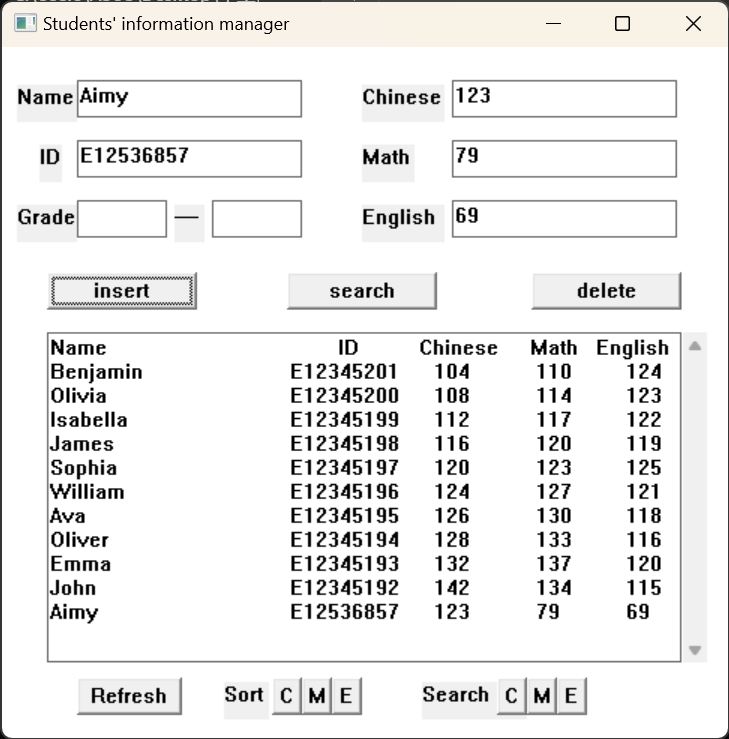 Students' information manager
Name Aimy Chinese 123
ID E12536857 Math 79
Grade — English 69
insert search delete
Name ID Chinese Math English
Benjamin E12345201 104 110 124
Olivia E12345200 108 114 123
Isabella E12345199 112 117 122
James E12345198 116 120 119
Sophia E12345197 120 123 125
William E12345196 124 127 121
Ava E12345195 126 130 118
Oliver E12345194 128 133 116
Emma E12345193 132 137 120
John E12345192 142 134 115
Aimy E12536857 123 79 69
Refresh Sort C M E Search C M E